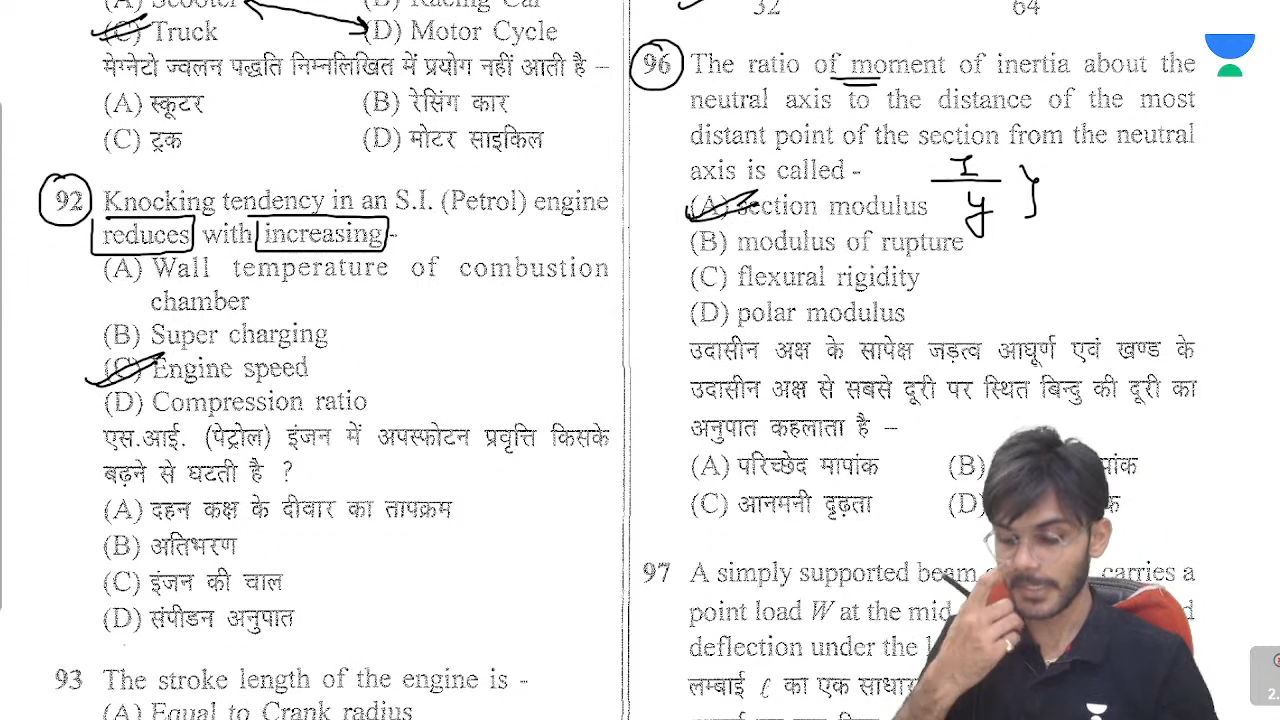 (A) Scooter (B) Racing Car
(C) Truck (D) Motor Cycle
मेग्नेटो ज्वलन पद्धति निम्नलिखित में प्रयोग नहीं आती है –
(A) स्कूटर (B) रेसिंग कार
(C) ट्रक (D) मोटर साइकिल
92 Knocking tendency in an S.I. (Petrol) engine
reduces with increasing -
(A) Wall temperature of combustion
chamber
(B) Super charging
(C) Engine speed
(D) Compression ratio
एस.आई. (पेट्रोल) इंजन में अपस्फोटन प्रवृत्ति किसके
बढ़ने से घटती है ?
(A) दहन कक्ष के दीवार का तापक्रम
(B) अतिभरण
(C) इंजन की चाल
(D) संपीडन अनुपात
93 The stroke length of the engine is -
(A) Equal to Crank radius
32 64
96 The ratio of moment of inertia about the
neutral axis to the distance of the most
distant point of the section from the neutral
axis is called -
I
y
(A) section modulus
(B) modulus of rupture
(C) flexural rigidity
(D) polar modulus
उदासीन अक्ष के सापेक्ष जड़त्व आघूर्ण एवं खण्ड के
उदासीन अक्ष से सबसे दूरी पर स्थित बिन्दु की दूरी का
अनुपात कहलाता है –
(A) परिच्छेद मापांक (B)
(C) आनमनी दृढ़ता (D)
97 A simply supported beam carries a
point load W at the mid
deflection under the
लम्बाई ℓ का एक
2.